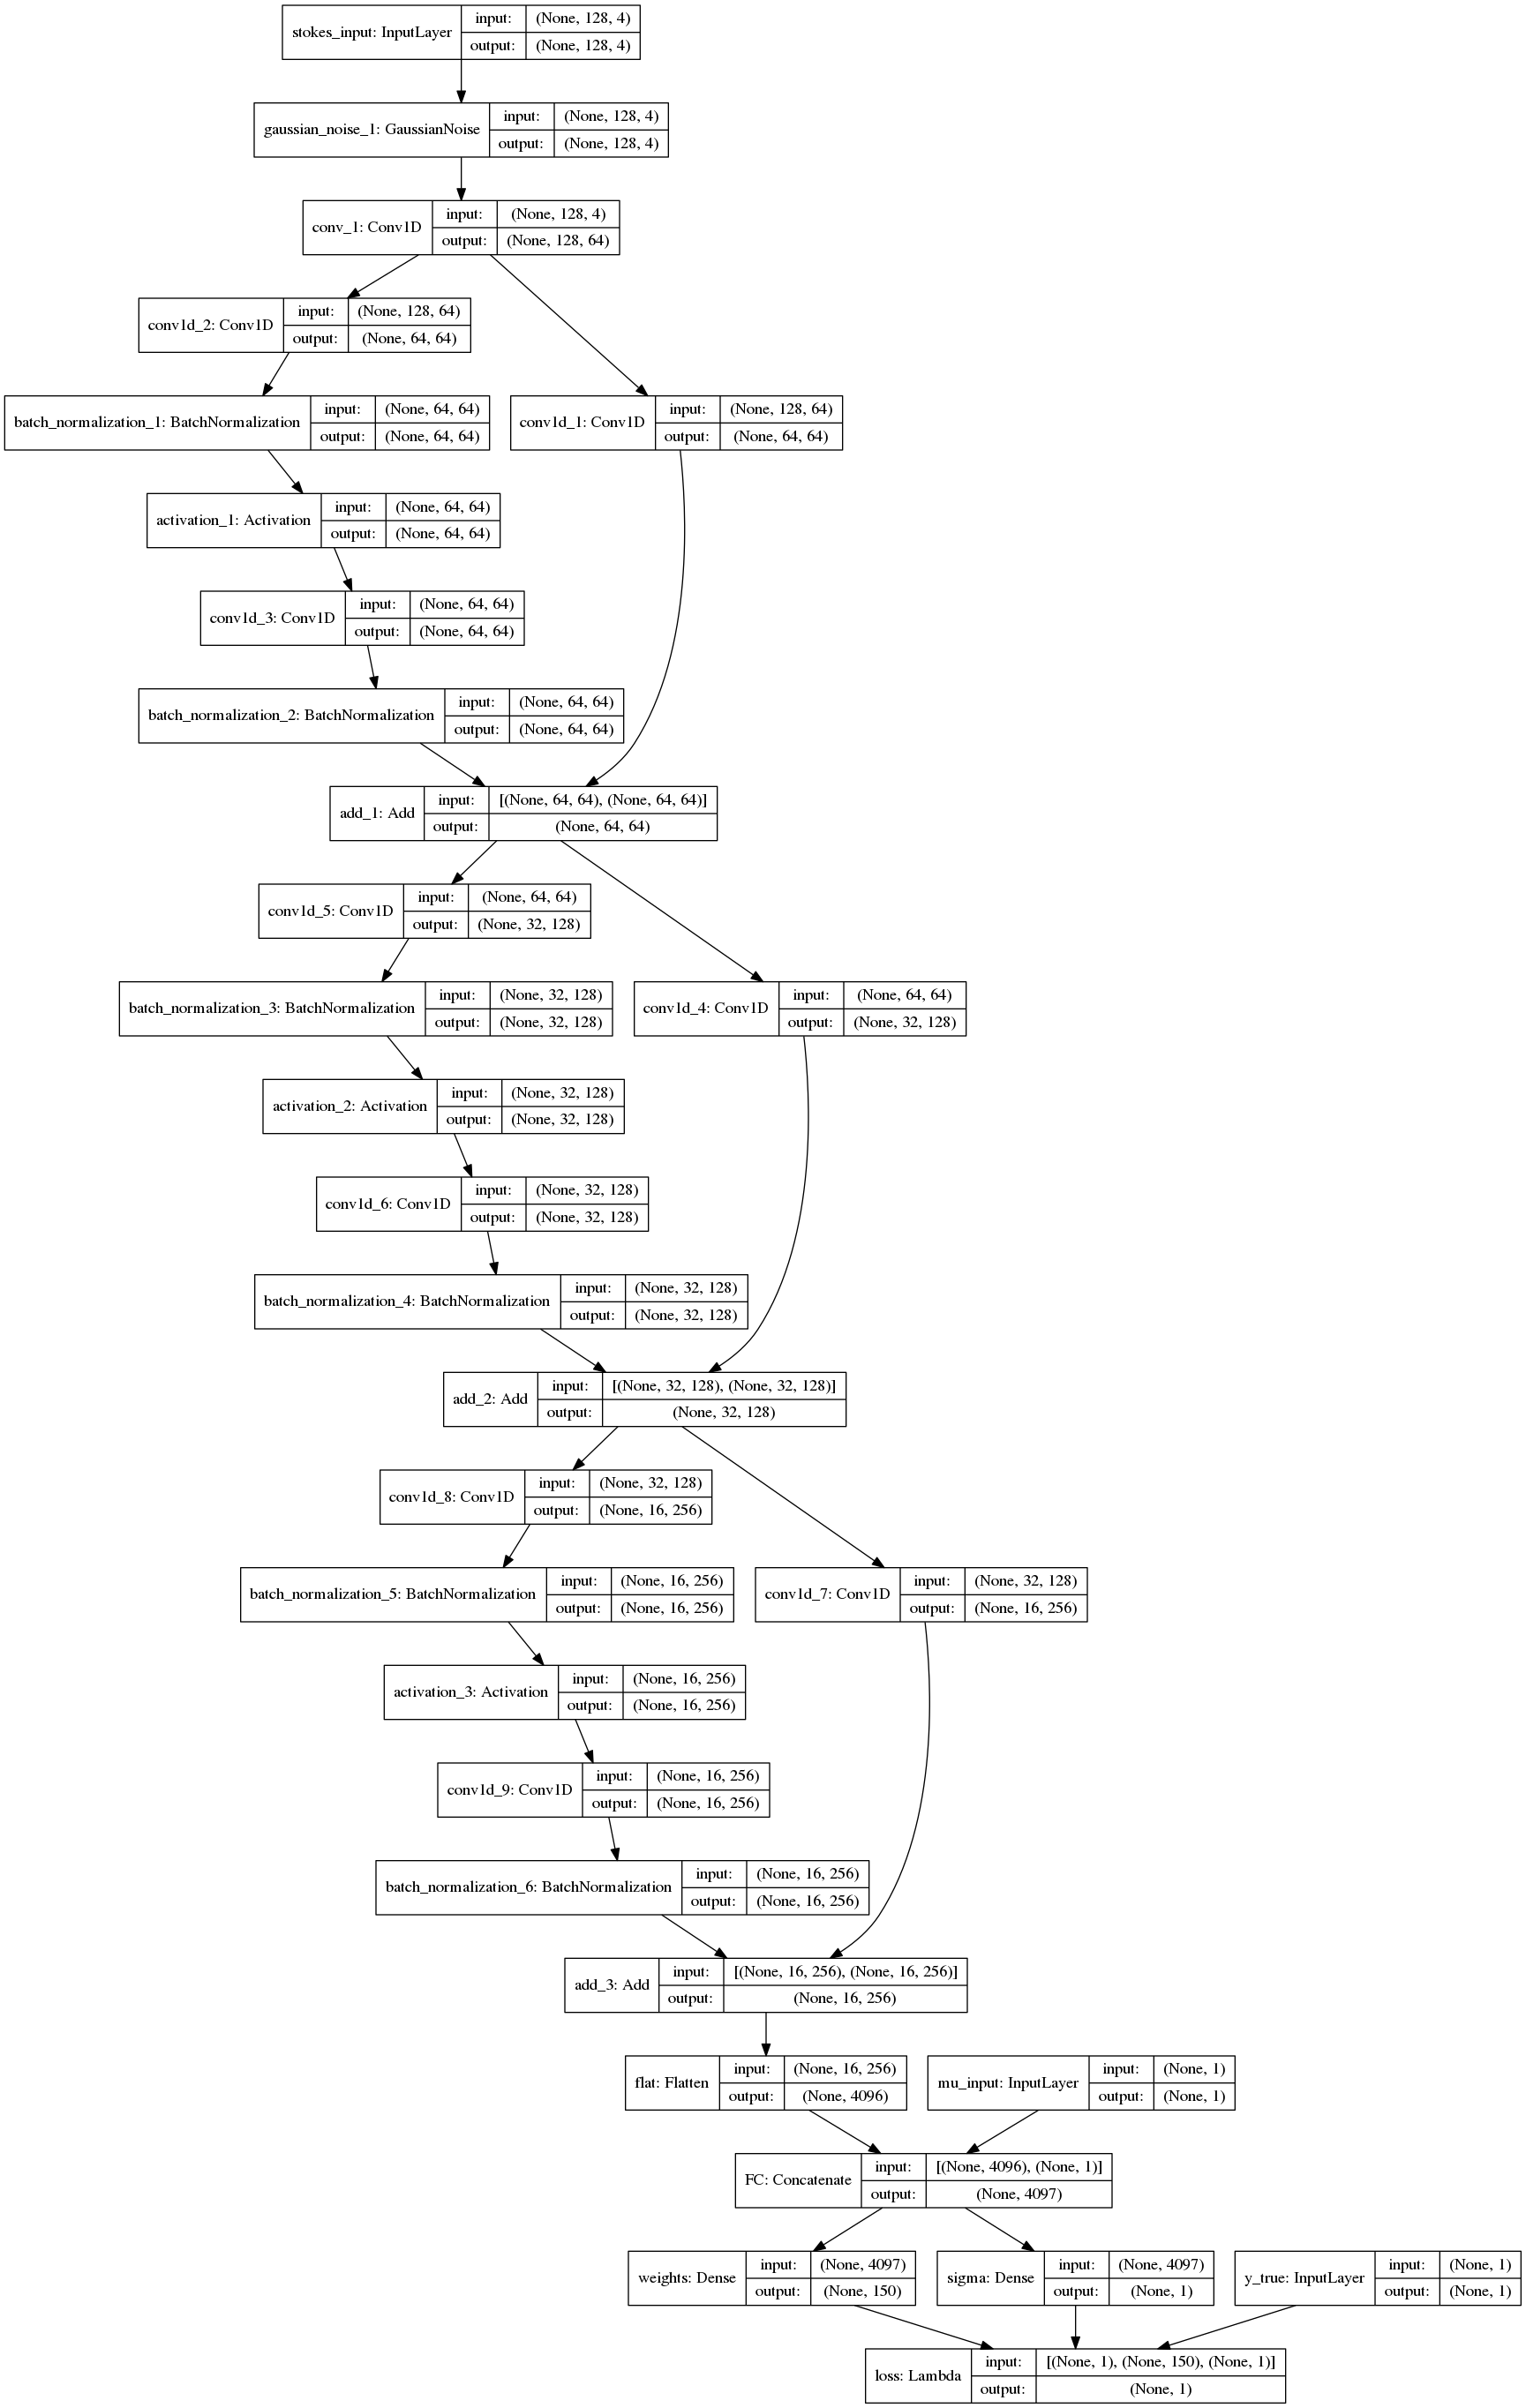 stokes_input: InputLayer
input: (None, 128, 4)
output: (None, 128, 4)
gaussian_noise_1: GaussianNoise
input: (None, 128, 4)
output: (None, 128, 4)
conv_1: Conv1D
input: (None, 128, 4)
output: (None, 128, 64)
conv1d_2: Conv1D
input: (None, 128, 64)
output: (None, 64, 64)
batch_normalization_1: BatchNormalization
input: (None, 64, 64)
output: (None, 64, 64)
conv1d_1: Conv1D
input: (None, 128, 64)
output: (None, 64, 64)
activation_1: Activation
input: (None, 64, 64)
output: (None, 64, 64)
conv1d_3: Conv1D
input: (None, 64, 64)
output: (None, 64, 64)
batch_normalization_2: BatchNormalization
input: (None, 64, 64)
output: (None, 64, 64)
add_1: Add
input: [(None, 64, 64), (None, 64, 64)]
output: (None, 64, 64)
conv1d_5: Conv1D
input: (None, 64, 64)
output: (None, 32, 128)
batch_normalization_3: BatchNormalization
input: (None, 32, 128)
output: (None, 32, 128)
conv1d_4: Conv1D
input: (None, 64, 64)
output: (None, 32, 128)
activation_2: Activation
input: (None, 32, 128)
output: (None, 32, 128)
conv1d_6: Conv1D
input: (None, 32, 128)
output: (None, 32, 128)
batch_normalization_4: BatchNormalization
input: (None, 32, 128)
output: (None, 32, 128)
add_2: Add
input: [(None, 32, 128), (None, 32, 128)]
output: (None, 32, 128)
conv1d_8: Conv1D
input: (None, 32, 128)
output: (None, 16, 256)
batch_normalization_5: BatchNormalization
input: (None, 16, 256)
output: (None, 16, 256)
conv1d_7: Conv1D
input: (None, 32, 128)
output: (None, 16, 256)
activation_3: Activation
input: (None, 16, 256)
output: (None, 16, 256)
conv1d_9: Conv1D
input: (None, 16, 256)
output: (None, 16, 256)
batch_normalization_6: BatchNormalization
input: (None, 16, 256)
output: (None, 16, 256)
add_3: Add
input: [(None, 16, 256), (None, 16, 256)]
output: (None, 16, 256)
flat: Flatten
input: (None, 16, 256)
output: (None, 4096)
mu_input: InputLayer
input: (None, 1)
output: (None, 1)
FC: Concatenate
input: [(None, 4096), (None, 1)]
output: (None, 4097)
weights: Dense
input: (None, 4097)
output: (None, 150)
sigma: Dense
input: (None, 4097)
output: (None, 1)
y_true: InputLayer
input: (None, 1)
output: (None, 1)
loss: Lambda
input: [(None, 1), (None, 150), (None, 1)]
output: (None, 1)